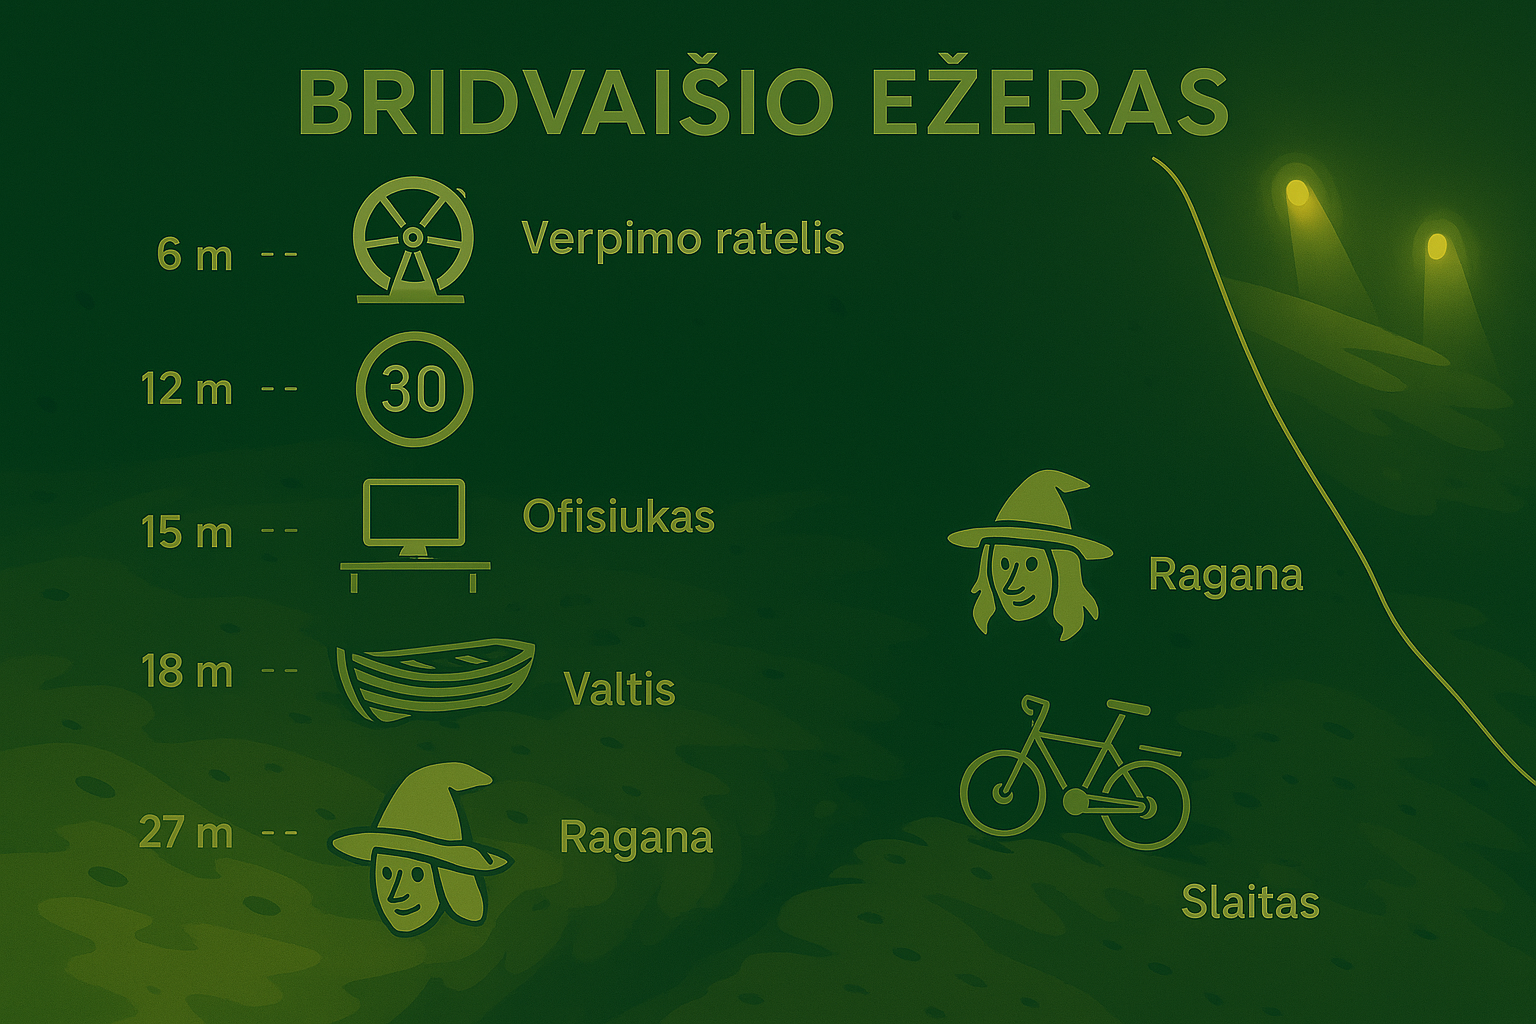 BRIDVAIŠIO EŽERAS
6 m -- Verpimo ratelis
12 m -- 30
15 m -- Ofisiukas
Ragana
18 m -- Valtis
27 m -- Ragana
Slaitas